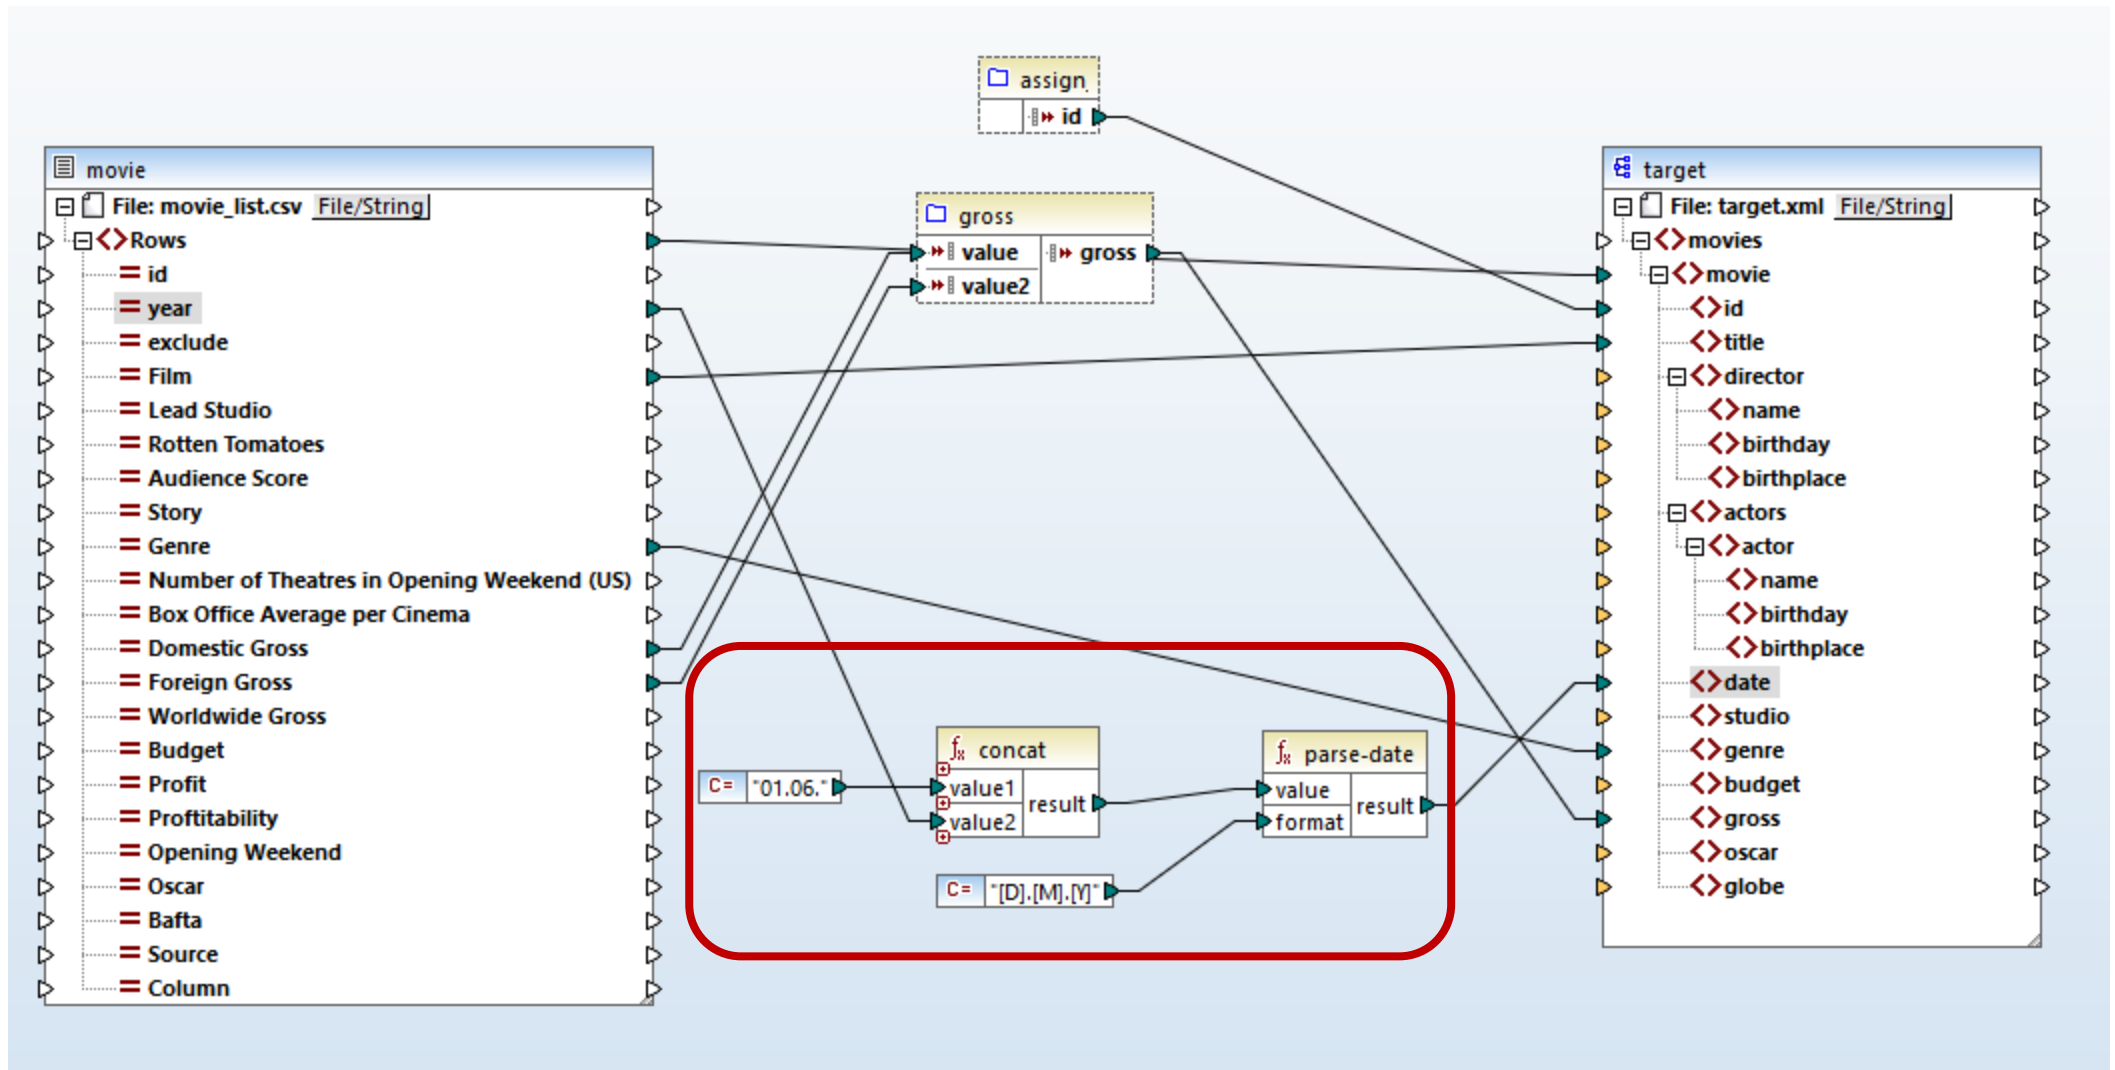 assign
id
movie
File: movie_list.csv File/String
Rows
id
year
exclude
Film
Lead Studio
Rotten Tomatoes
Audience Score
Story
Genre
Number of Theatres in Opening Weekend (US)
Box Office Average per Cinema
Domestic Gross
Foreign Gross
Worldwide Gross
Budget
Profit
Proftitability
Opening Weekend
Oscar
Bafta
Source
Column
gross
value gross
value2
C= "01.06."
fx concat
value1
result
value2
C= "[D].[M].[Y]"
fx parse-date
value
result
format
target
File: target.xml File/String
movies
movie
id
title
director
name
birthday
birthplace
actors
actor
name
birthday
birthplace
date
studio
genre
budget
gross
oscar
globe